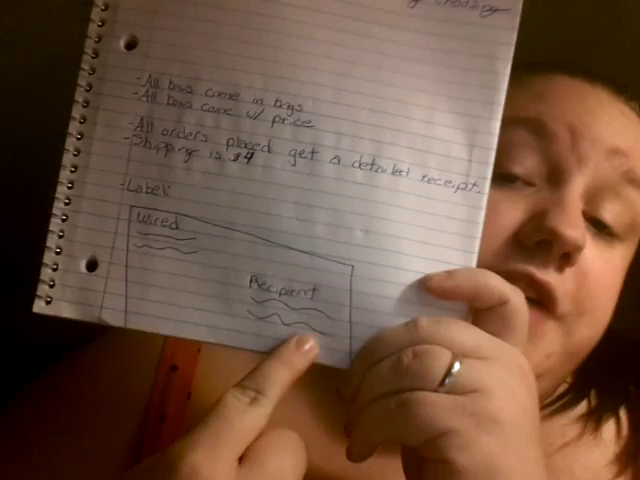 -All bows come in bags
-All bows come w/ price
-All orders placed get a detailed receipt.
-Shipping is $4
-Label:
Wired
Recipient